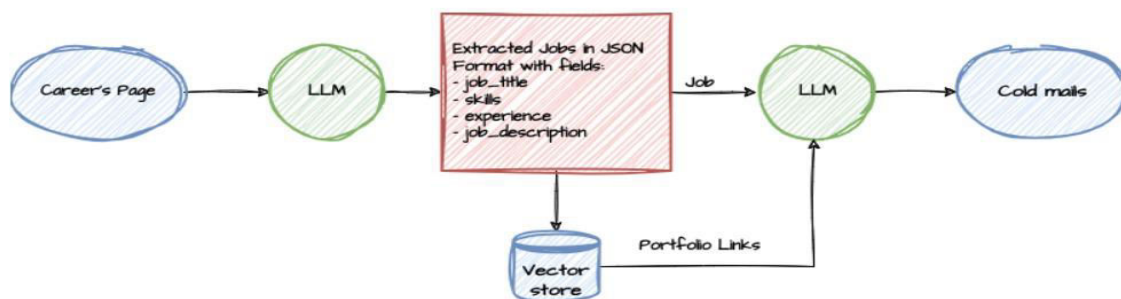 Career's Page
LLM
Extracted Jobs in JSON
Format with fields:
- job_title
- skills
- experience
- job_description
Job
LLM
Cold mails
Portfolio Links
Vector
store